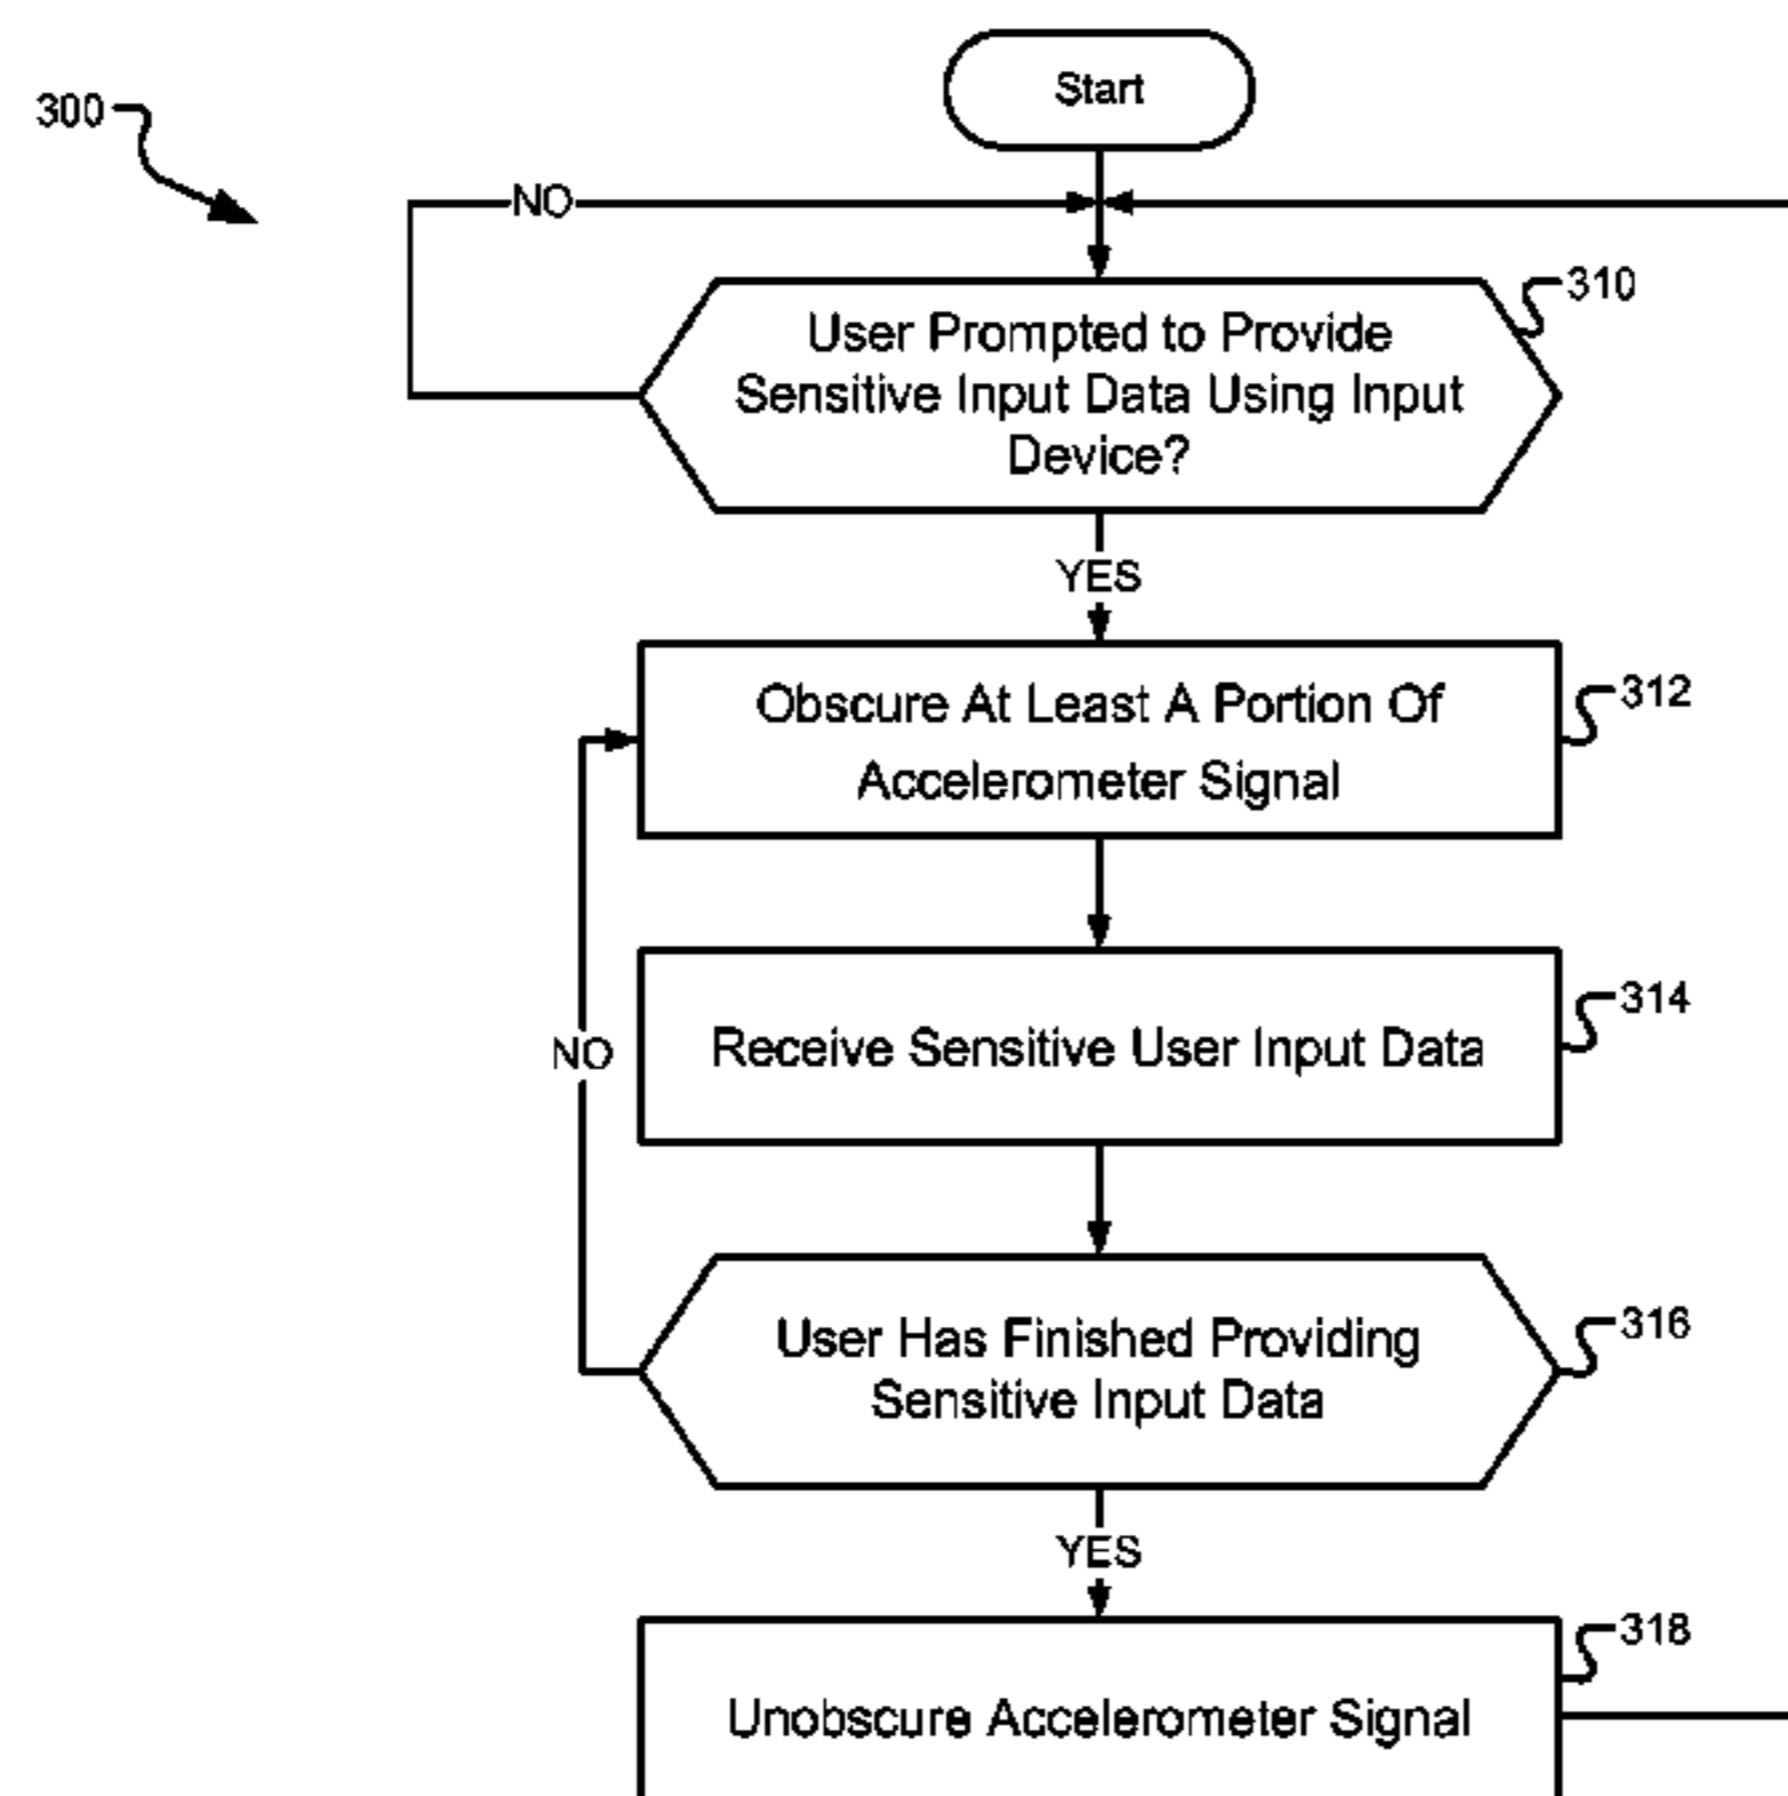 Start
300
NO
310
User Prompted to Provide
Sensitive Input Data Using Input
Device?
YES
312
Obscure At Least A Portion Of
Accelerometer Signal
314
Receive Sensitive User Input Data
NO
316
User Has Finished Providing
Sensitive Input Data
YES
318
Unobscure Accelerometer Signal